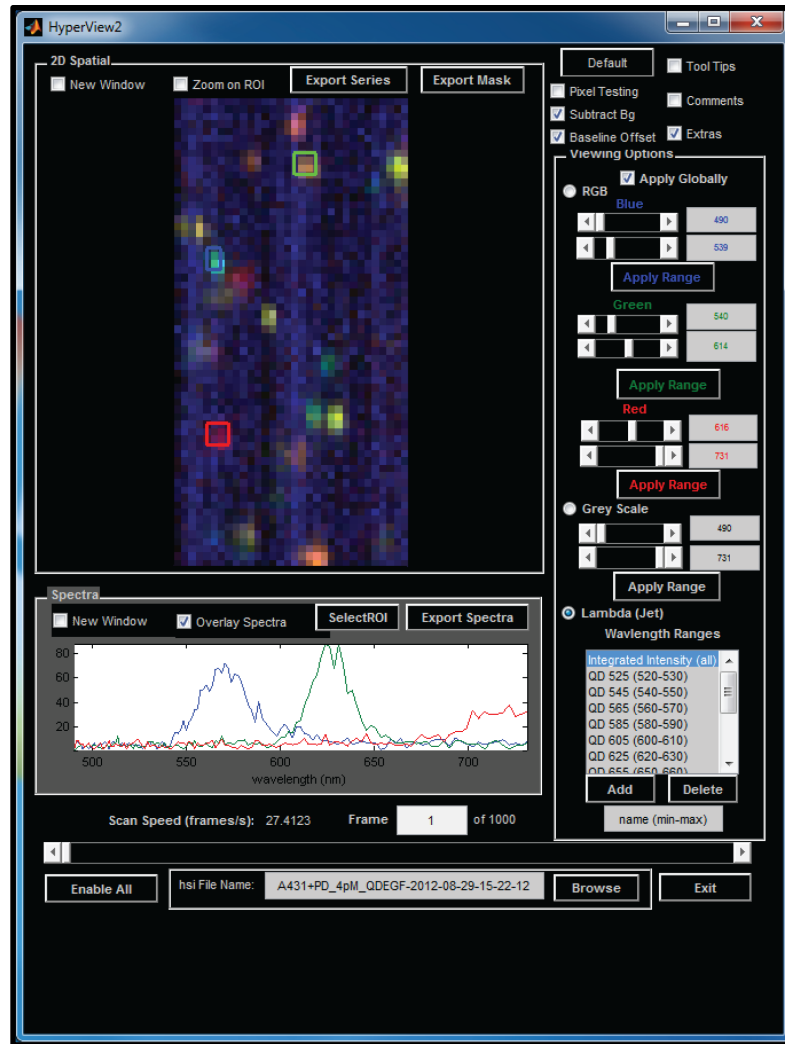 HyperView2
2D Spatial
New Window
Zoom on ROI
Export Series
Export Mask
Default
Tool Tips
Pixel Testing
Comments
Subtract Bg
Baseline Offset
Extras
Viewing Options
Apply Globally
RGB
Blue
490
539
Apply Range
Green
540
614
Apply Range
Red
616
731
Apply Range
Grey Scale
490
731
Apply Range
Lambda (Jet)
Wavlength Ranges
Integrated Intensity (all)
QD 525 (520-530)
QD 545 (540-550)
QD 565 (560-570)
QD 585 (580-590)
QD 605 (600-610)
QD 625 (620-630)
QD 655 (650-660)
Add
Delete
name (min-max)
Spectra
New Window
Overlay Spectra
SelectROI
Export Spectra
80
60
40
20
500 550 600 650 700
wavelength (nm)
Scan Speed (frames/s): 27.4123 Frame 1 of 1000
Enable All
hsi File Name: A431+PD_4pM_QDEGF-2012-08-29-15-22-12
Browse
Exit